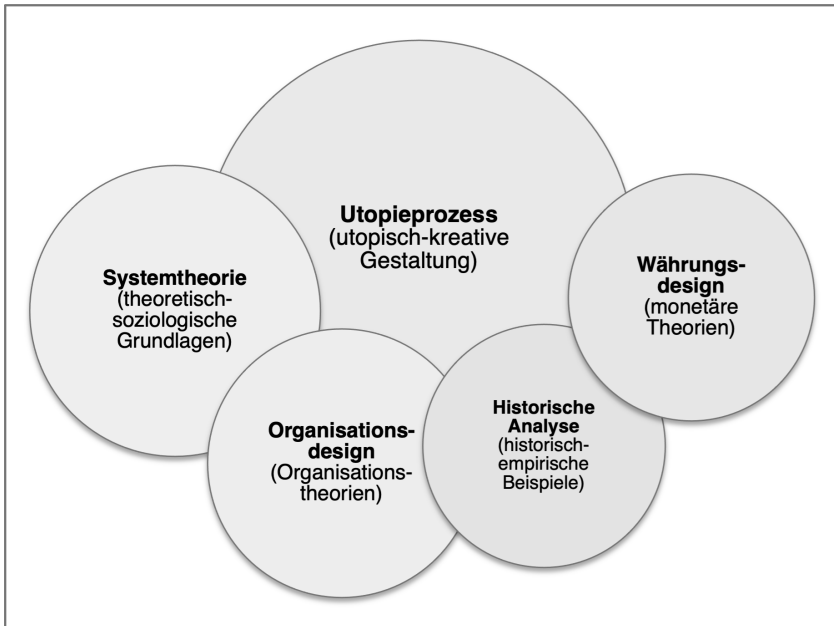 Utopieprozess
(utopisch-kreative
Gestaltung)
Systemtheorie
(theoretisch-
soziologische
Grundlagen)
Währungs-
design
(monetäre
Theorien)
Organisations-
design
(Organisations-
theorien)
Historische
Analyse
(historisch-
empirische
Beispiele)